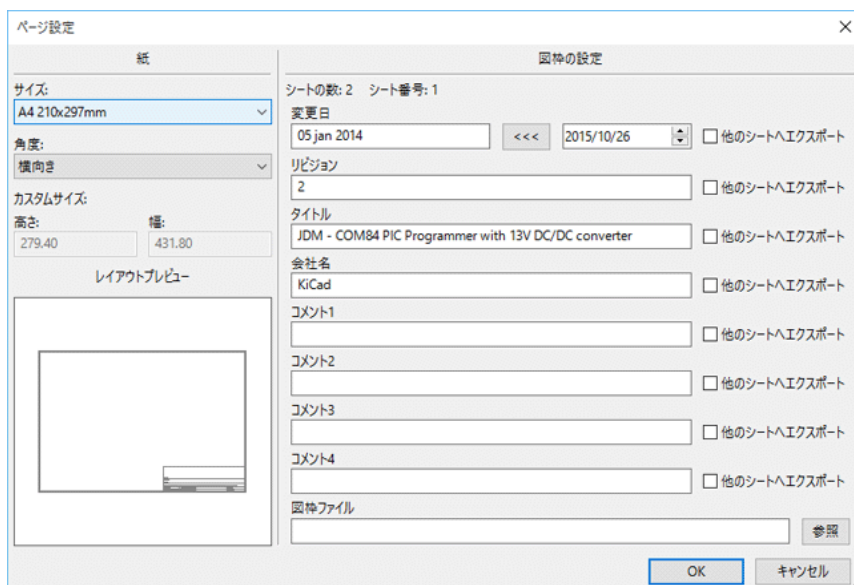 ページ設定
紙
サイズ:
A4 210x297mm
角度:
横向き
カスタムサイズ:
高さ: 幅:
279.40 431.80
レイアウトプレビュー
図枠の設定
シートの数: 2 シート番号: 1
変更日
05 jan 2014 <<< 2015/10/26 他のシートへエクスポート
リビジョン
2 他のシートへエクスポート
タイトル
JDM - COM84 PIC Programmer with 13V DC/DC converter 他のシートへエクスポート
会社名
KiCad 他のシートへエクスポート
コメント1
他のシートへエクスポート
コメント2
他のシートへエクスポート
コメント3
他のシートへエクスポート
コメント4
他のシートへエクスポート
図枠ファイル
参照
OK キャンセル